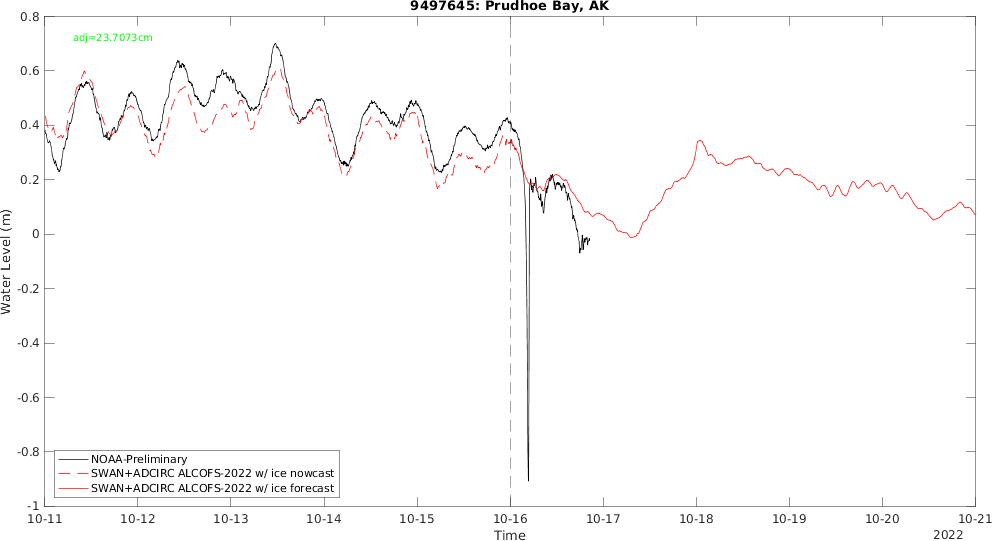 9497645: Prudhoe Bay, AK
adj=23.7073cm
0.8
0.6
0.4
0.2
0
-0.2
-0.4
-0.6
-0.8
-1
Water Level (m)
NOAA-Preliminary
SWAN+ADCIRC ALCOFS-2022 w/ ice nowcast
SWAN+ADCIRC ALCOFS-2022 w/ ice forecast
10-11 10-12 10-13 10-14 10-15 10-16 10-17 10-18 10-19 10-20 10-21
Time
2022